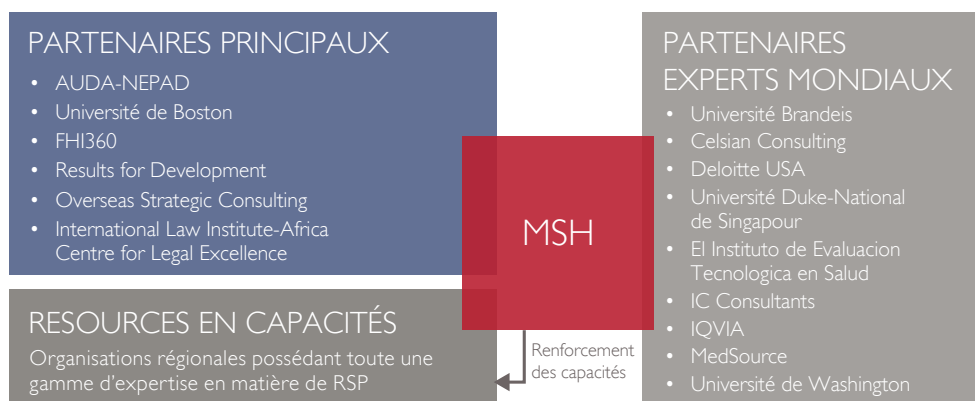 PARTENAIRES PRINCIPAUX
• AUDA-NEPAD
• Université de Boston
• FHI360
• Results for Development
• Overseas Strategic Consulting
• International Law Institute-Africa
Centre for Legal Excellence
RESOURCES EN CAPACITÉS
Organisations régionales possédant toute une
gamme d'expertise en matière de RSP
MSH
Renforcement
des capacités
PARTENAIRES
EXPERTS MONDIAUX
• Université Brandeis
• Celsian Consulting
• Deloitte USA
• Université Duke-National
de Singapour
• El Instituto de Evaluacion
Tecnologica en Salud
• IC Consultants
• IQVIA
• MedSource
• Université de Washington